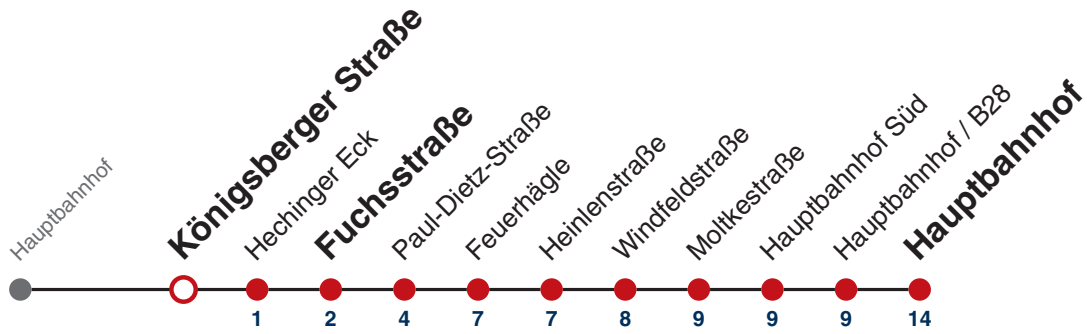 Hauptbahnhof
Königsberger Straße
Hechinger Eck
Fuchsstraße
Paul-Dietz-Straße
Feuerhägle
Heinlenstraße
Windfeldstraße
Moltkestraße
Hauptbahnhof Süd
Hauptbahnhof / B28
Hauptbahnhof
1 2 4 7 7 8 9 9 9 14